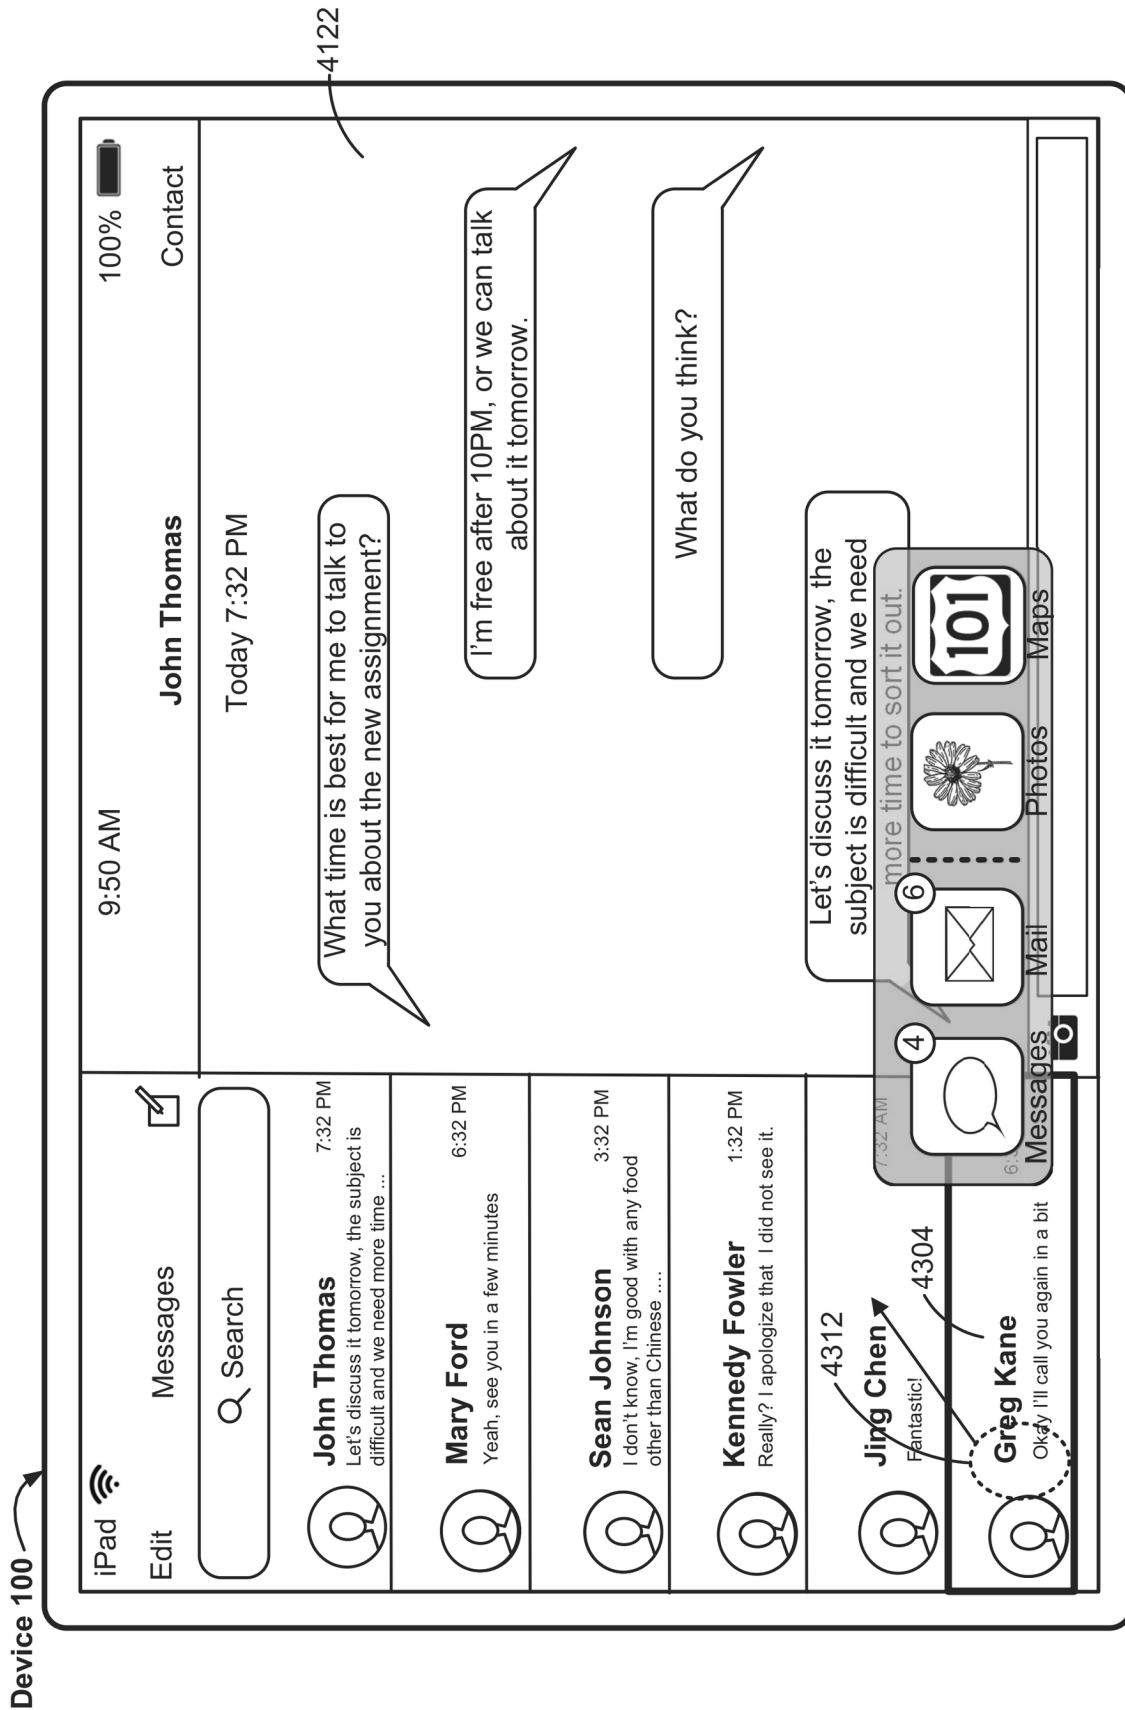 Device 100
iPad
9:50 AM
100%
Edit
Messages
John Thomas
Contact
4122
Search
John Thomas
7:32 PM
Let's discuss it tomorrow, the subject is
difficult and we need more time ...
Mary Ford
6:32 PM
Yeah, see you in a few minutes
Sean Johnson
3:32 PM
I don't know, I'm good with any food
other than Chinese ....
Kennedy Fowler
1:32 PM
Really? I apologize that I did not see it.
4312
Jing Chen
7:32 AM
Fantastic!
4304
Greg Kane
Okay I'll call you again in a bit
Today 7:32 PM
What time is best for me to talk to
you about the new assignment?
I'm free after 10PM, or we can talk
about it tomorrow.
What do you think?
Let's discuss it tomorrow, the
subject is difficult and we need
more time to sort it out.
4
6
101
Messages
Mail
Photos
Maps